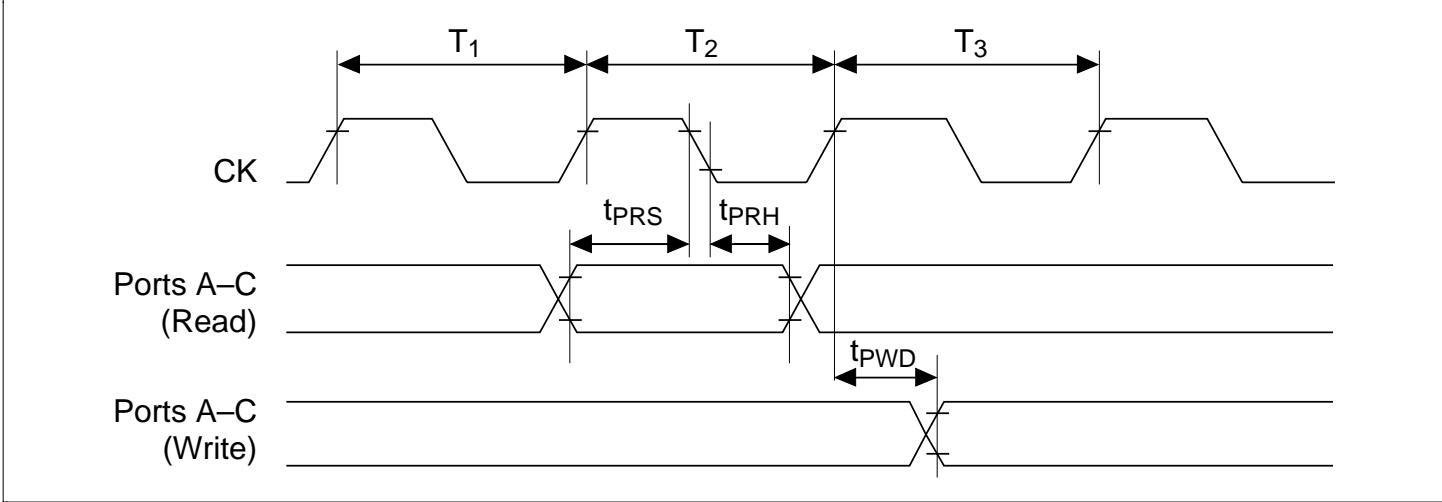 T1 T2 T3
CK
tPRS tPRH
Ports A–C
(Read)
tPWD
Ports A–C
(Write)